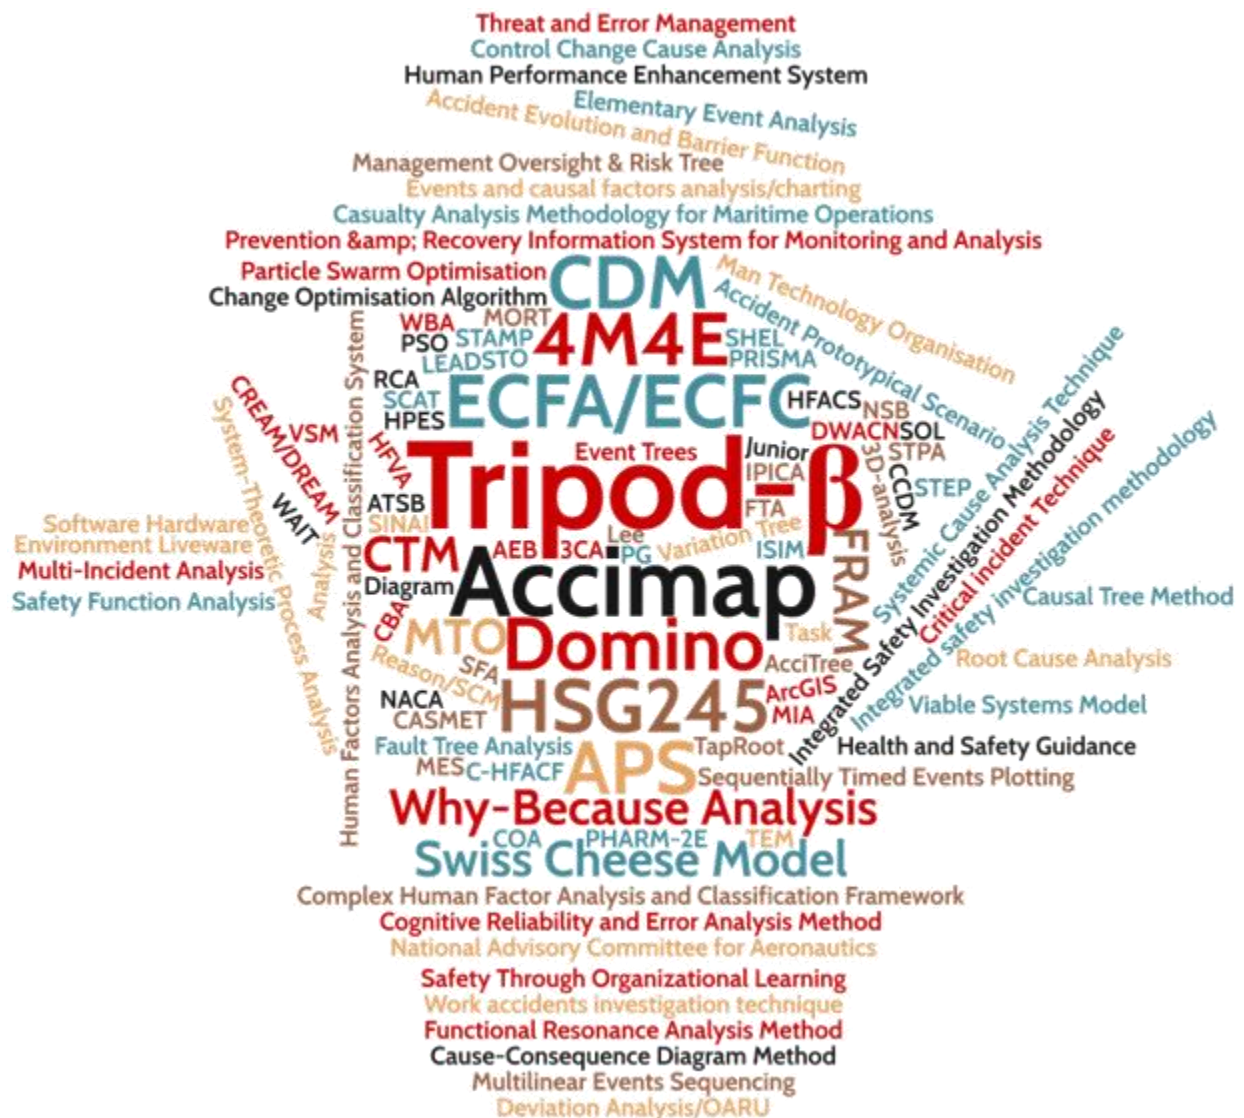 Threat and Error Management
Control Change Cause Analysis
Human Performance Enhancement System
Elementary Event Analysis
Accident Evolution and Barrier Function
Management Oversight & Risk Tree
Events and causal factors analysis/charting
Casualty Analysis Methodology for Maritime Operations
Prevention &amp; Recovery Information System for Monitoring and Analysis
Particle Swarm Optimisation
CDM
Man Technology Organisation
Change Optimisation Algorithm
Accident Prototypical Scenario
WBA
MORT
4M4E
SHEL
PSO
STAMP
PRISMA
LEADSTO
RCA
ECFA/ECFC
HFACS
SCAT
NSB
HPES
DWACN
SOL
CREAM/DREAM
VSM
HFVA
Human Factors Analysis and Classification System
System-Theoretic Process Analysis
Tripod-β
Event Trees
Junior
IPICA
3D-analysis
STPA
CCDM
STEP
WAIT
ATSB
SINAI
FTA
Lee
Variation Tree
ISIM
CTM
AEB
3CA
PG
FRAM
Systemic Cause Analysis Technique
Integrated Safety Investigation Methodology
Critical Incident Technique
Integrated safety investigation methodology
Software Hardware
Environment Liveware
Multi-Incident Analysis
Safety Function Analysis
Analysis
Diagram
Accimap
Causal Tree Method
CBA
MTO
Domino
Task
Reason/SCM
SFA
AcciTree
Root Cause Analysis
NACA
HSG245
ArcGIS
CASMET
MIA
Viable Systems Model
Fault Tree Analysis
APS
TapRoot
Health and Safety Guidance
MES
C-HFACF
Sequentially Timed Events Plotting
Why-Because Analysis
COA
PHARM-2E
TEM
Swiss Cheese Model
Complex Human Factor Analysis and Classification Framework
Cognitive Reliability and Error Analysis Method
National Advisory Committee for Aeronautics
Safety Through Organizational Learning
Work accidents investigation technique
Functional Resonance Analysis Method
Cause-Consequence Diagram Method
Multilinear Events Sequencing
Deviation Analysis/OARU